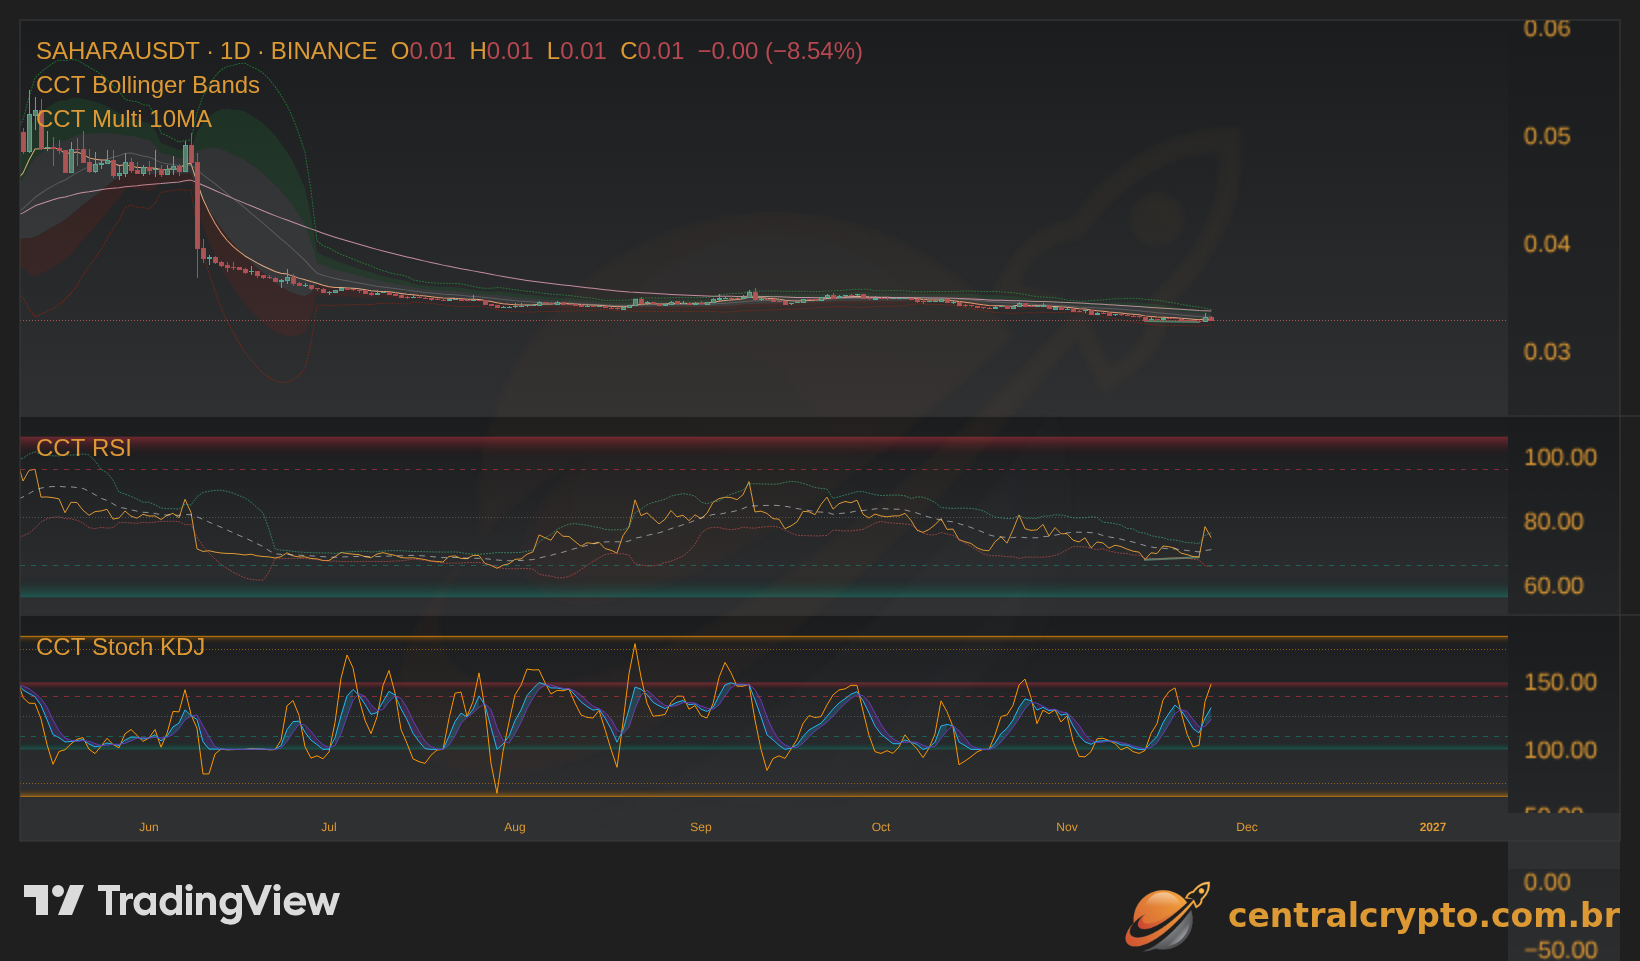 SAHARAUSDT · 1D · BINANCE O0.01 H0.01 L0.01 C0.01 −0.00 (−8.54%)
CCT Bollinger Bands
CCT Multi 10MA
0.06
0.05
0.04
0.03
CCT RSI
100.00
80.00
60.00
CCT Stoch KDJ
150.00
100.00
50.00
Jun Jul Aug Sep Oct Nov Dec 2027
0.00
−50.00
TradingView
centralcrypto.com.br